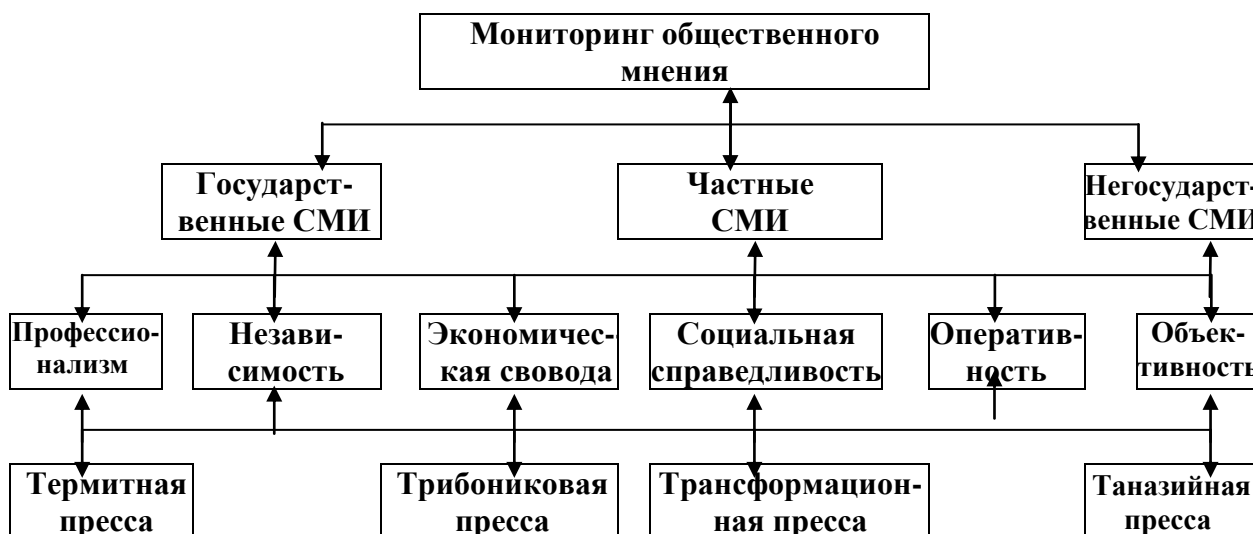 Мониторинг общественного
мнения
Государст-
венные СМИ
Частные
СМИ
Негосударст-
венные СМИ
Профессио-
нализм
Незави-
симость
Экономичес-
кая свовода
Социальная
справедливость
Оператив-
ность
Объек-
тивность
Термитная
пресса
Трибониковая
пресса
Трансформацион-
ная пресса
Таназийная
пресса